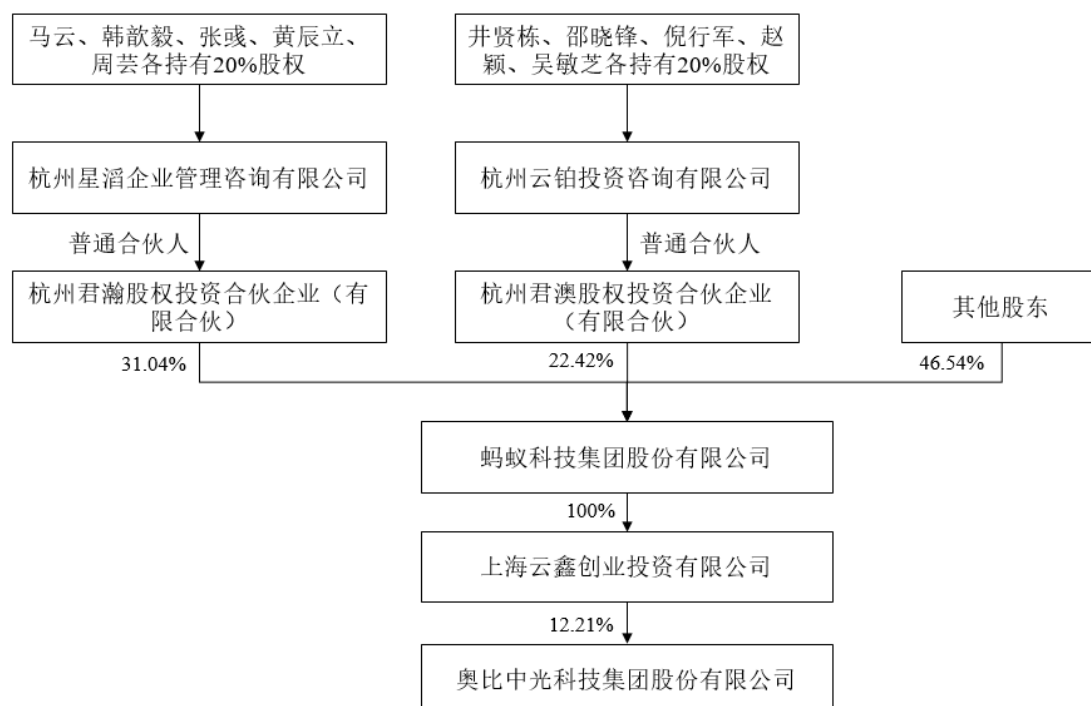 马云、韩歆毅、张彧、黄辰立、
周芸各持有20%股权
井贤栋、邵晓锋、倪行军、赵
颖、吴敏芝各持有20%股权
杭州星滔企业管理咨询有限公司
杭州云铂投资咨询有限公司
普通合伙人
普通合伙人
杭州君瀚股权投资合伙企业（有
限合伙）
杭州君澳股权投资合伙企业
（有限合伙）
其他股东
31.04%
22.42%
46.54%
蚂蚁科技集团股份有限公司
100%
上海云鑫创业投资有限公司
12.21%
奥比中光科技集团股份有限公司